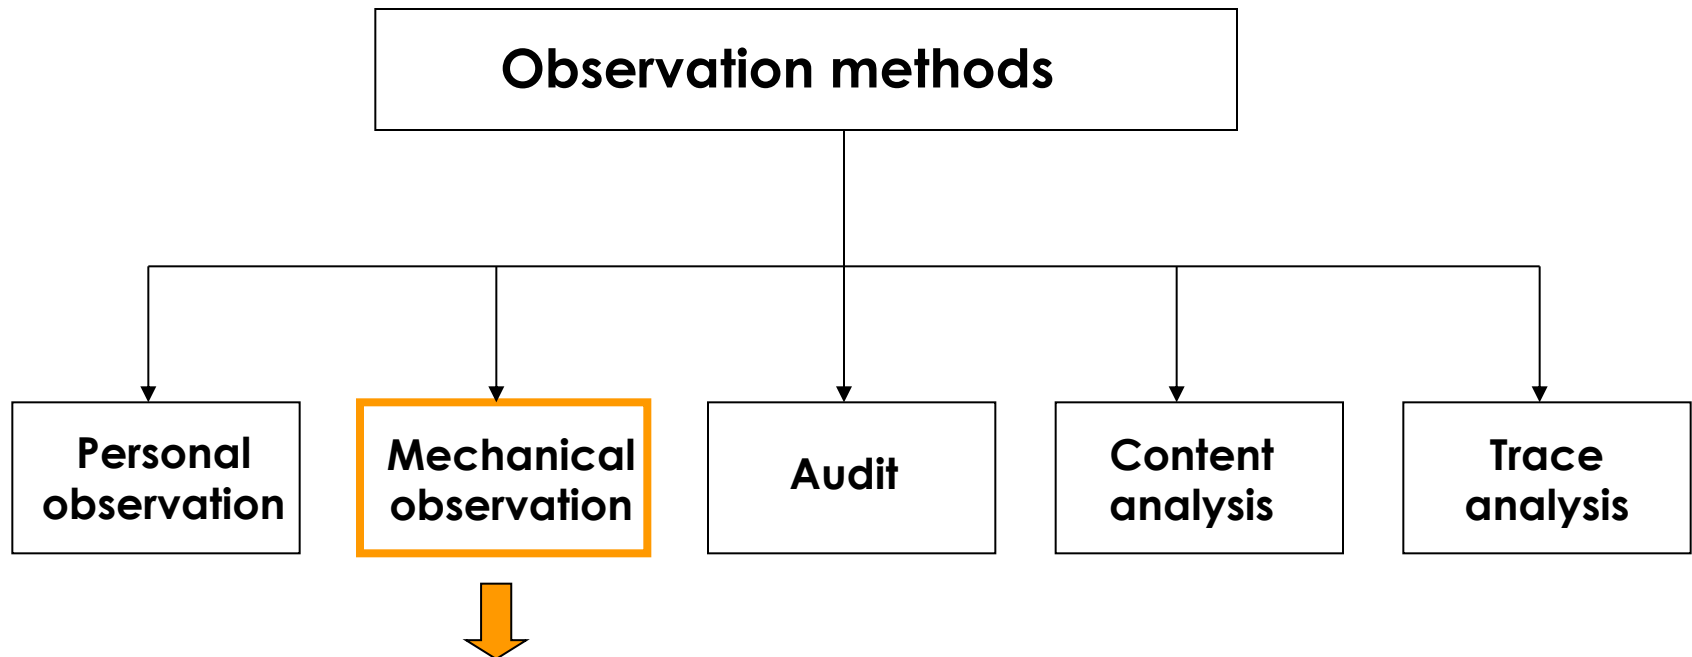 Observation methods
Personal
observation
Mechanical
observation
Audit
Content
analysis
Trace
analysis